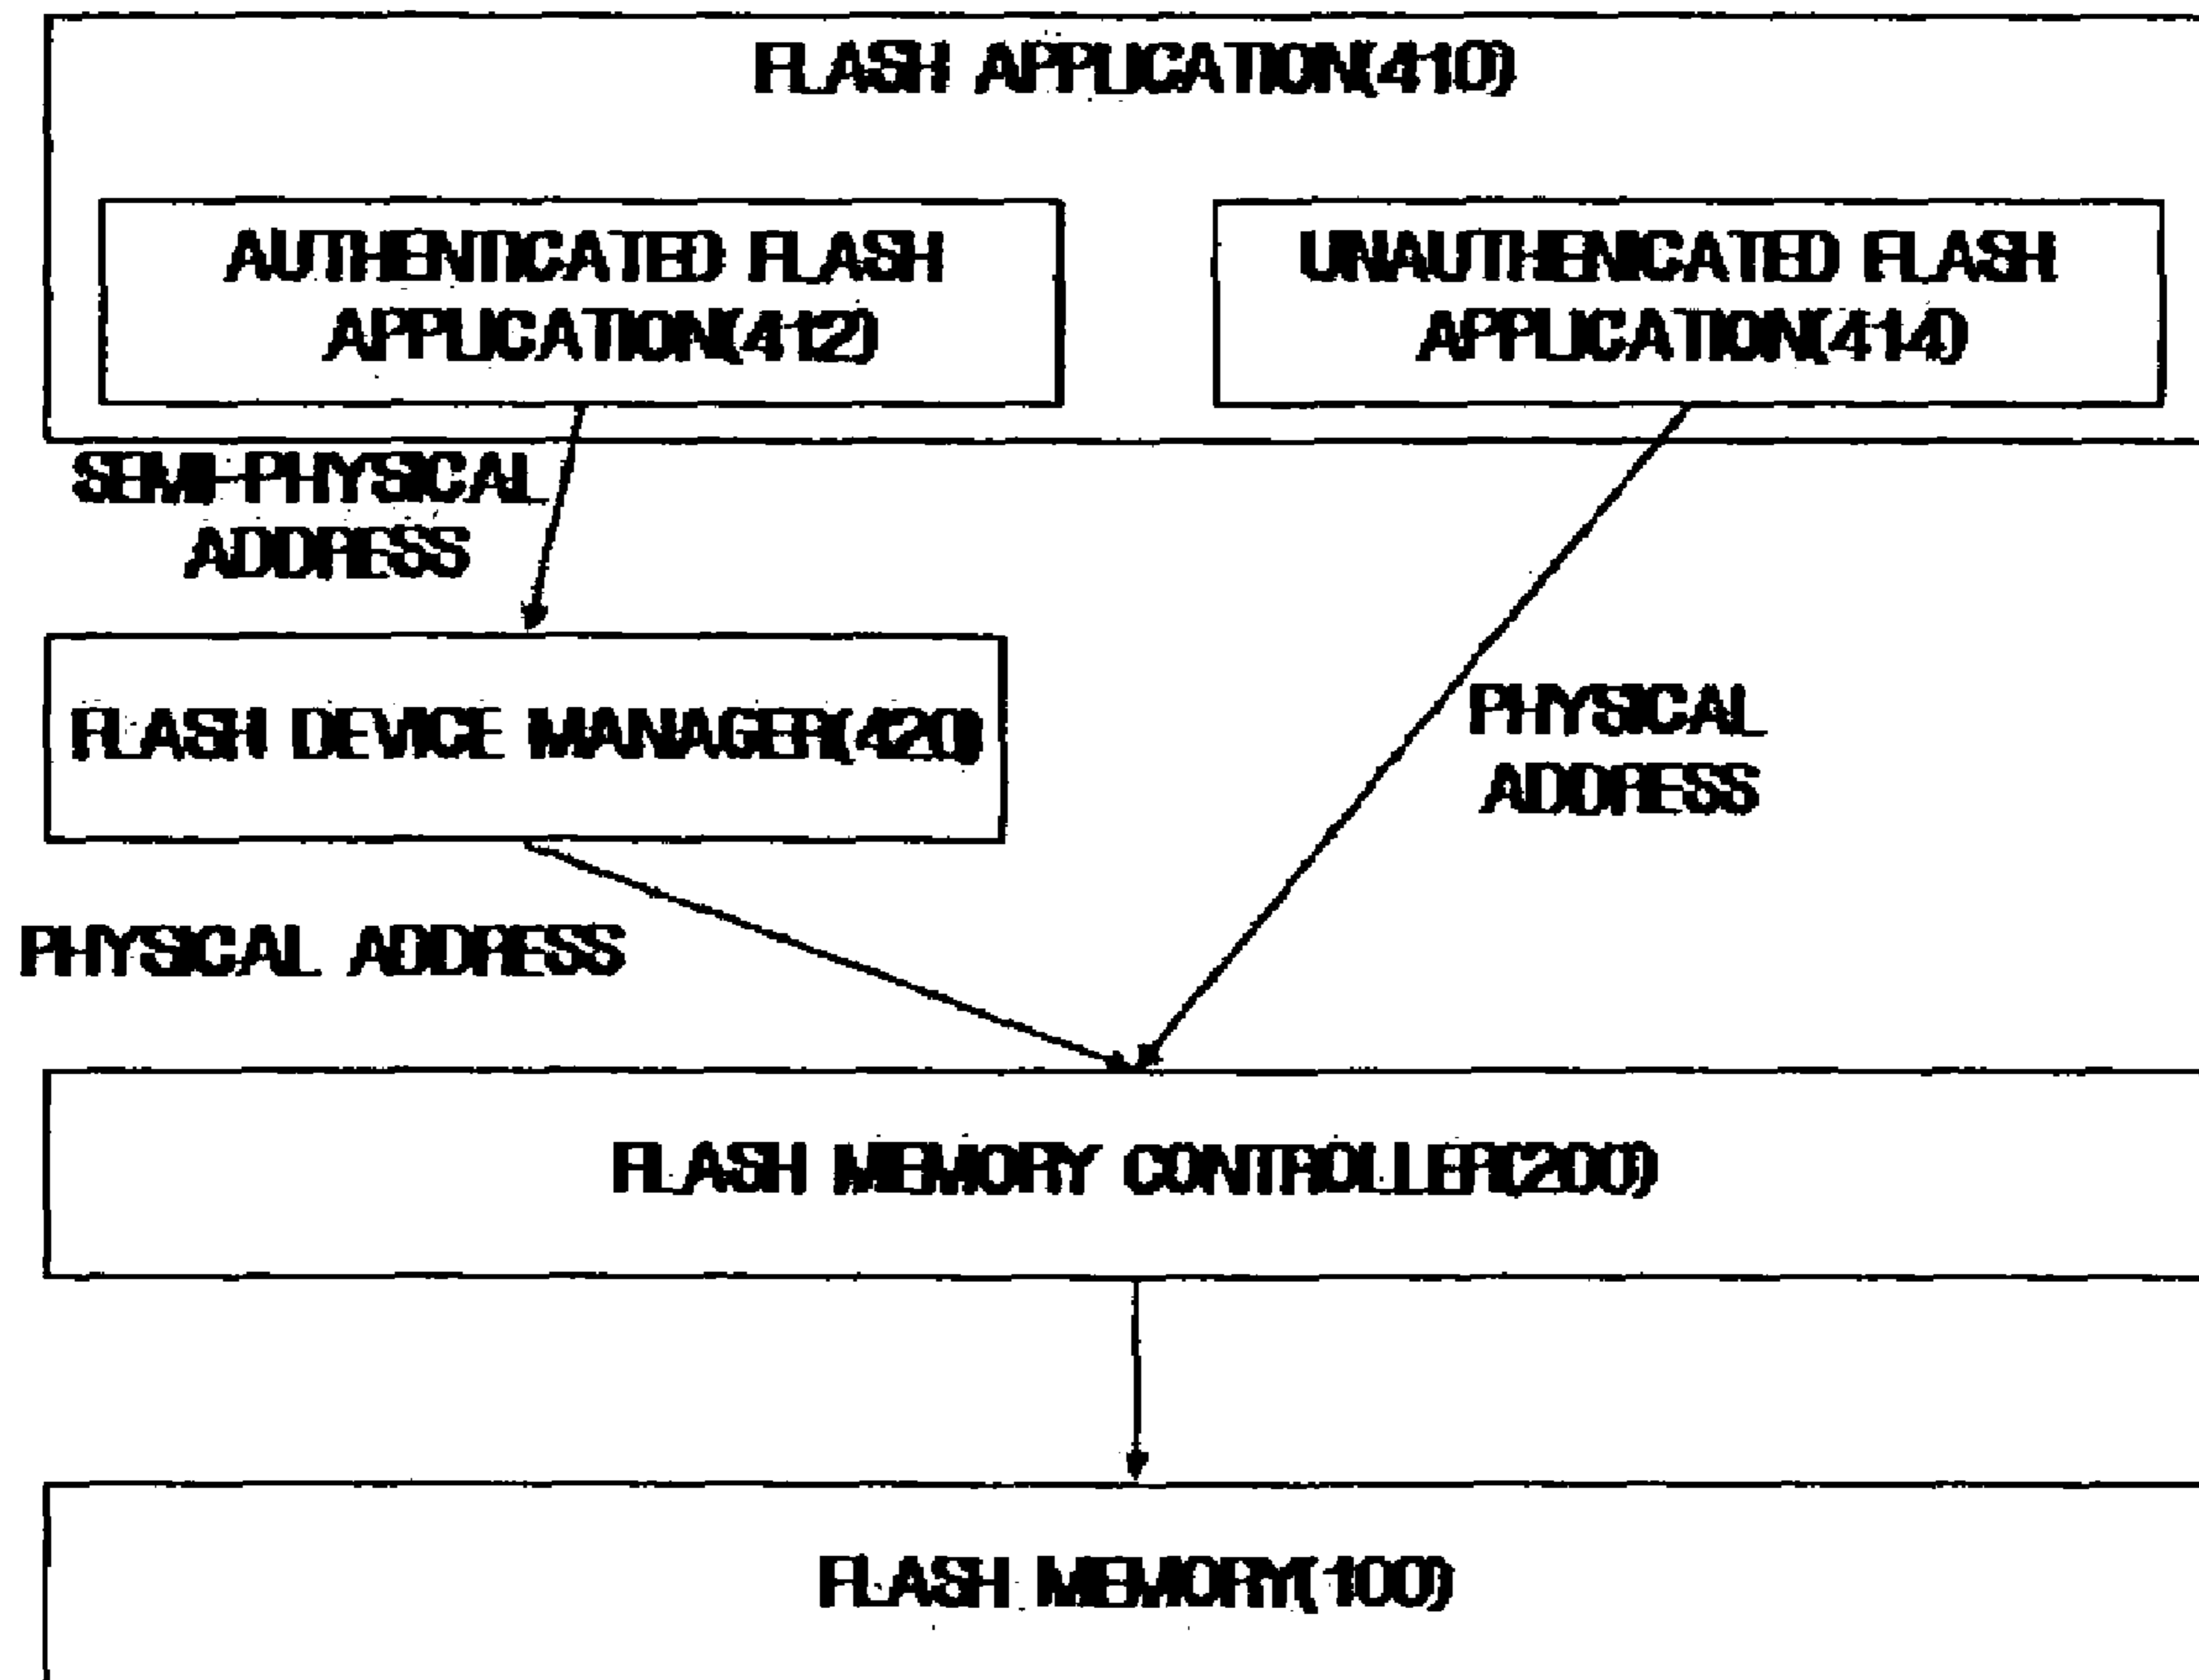 FLASH APPLICATION(410)
AUTHENTICATED FLASH
APPLICATION(412)
UNAUTHENICATED FLASH
APPLICATION(414)
SEMI-PHYSICAL
ADDRESS
FLASH DEVICE MANAGER(420)
PHYSICAL
ADDRESS
PHYSICAL ADDRESS
FLASH MEMORY CONTROLLER(200)
FLASH MEMORY(100)